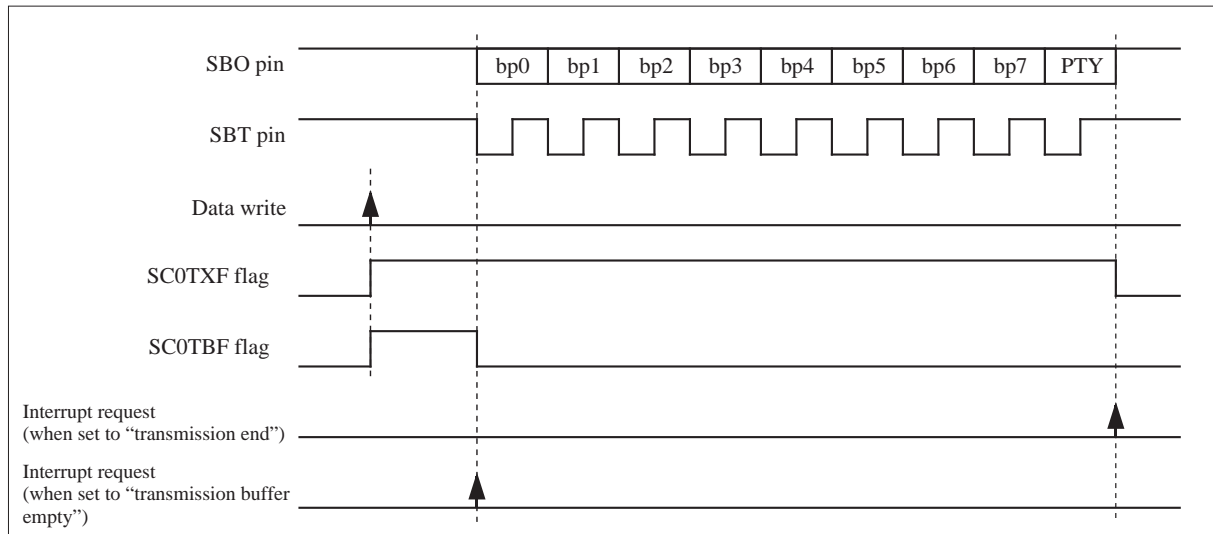 SBO pin
bp0 bp1 bp2 bp3 bp4 bp5 bp6 bp7 PTY
SBT pin
Data write
SC0TXF flag
SC0TBF flag
Interrupt request
(when set to “transmission end”)
Interrupt request
(when set to “transmission buffer
empty”)